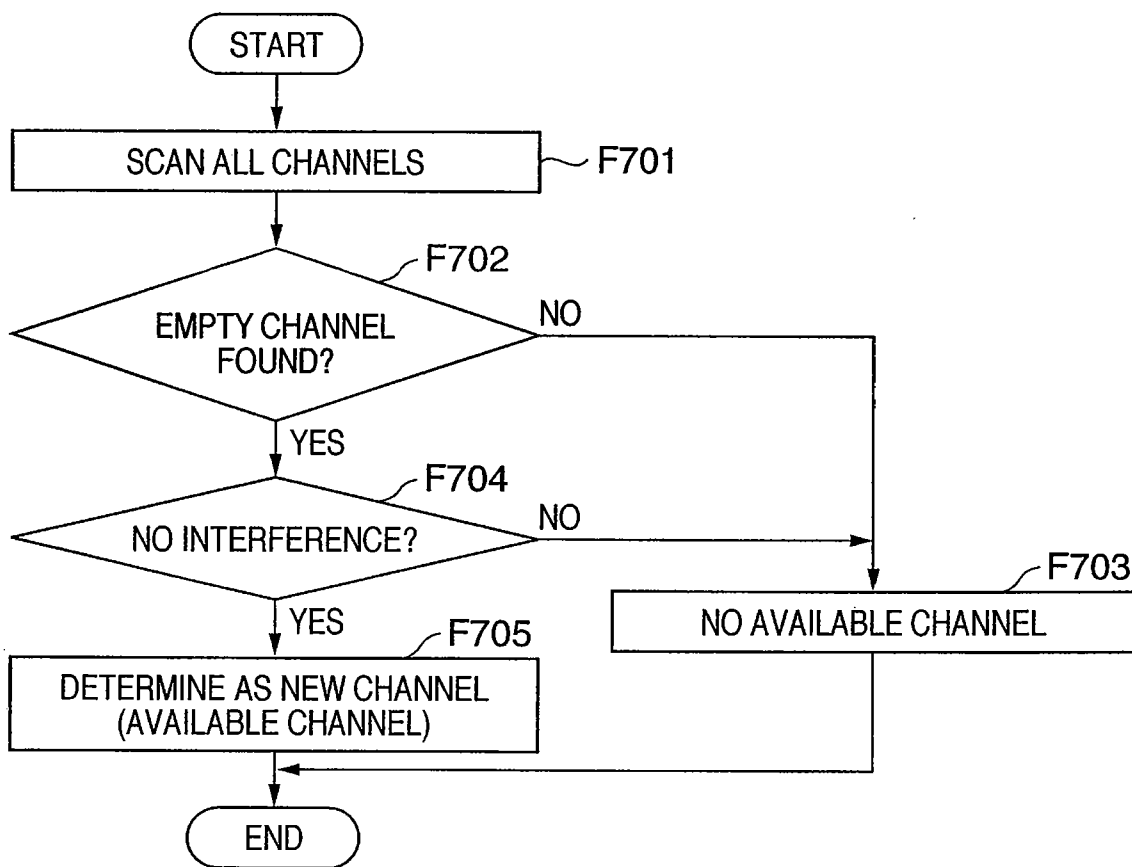 START
SCAN ALL CHANNELS
F701
F702
EMPTY CHANNEL
FOUND?
NO
YES
F704
NO INTERFERENCE?
NO
YES
F703
NO AVAILABLE CHANNEL
F705
DETERMINE AS NEW CHANNEL
(AVAILABLE CHANNEL)
END